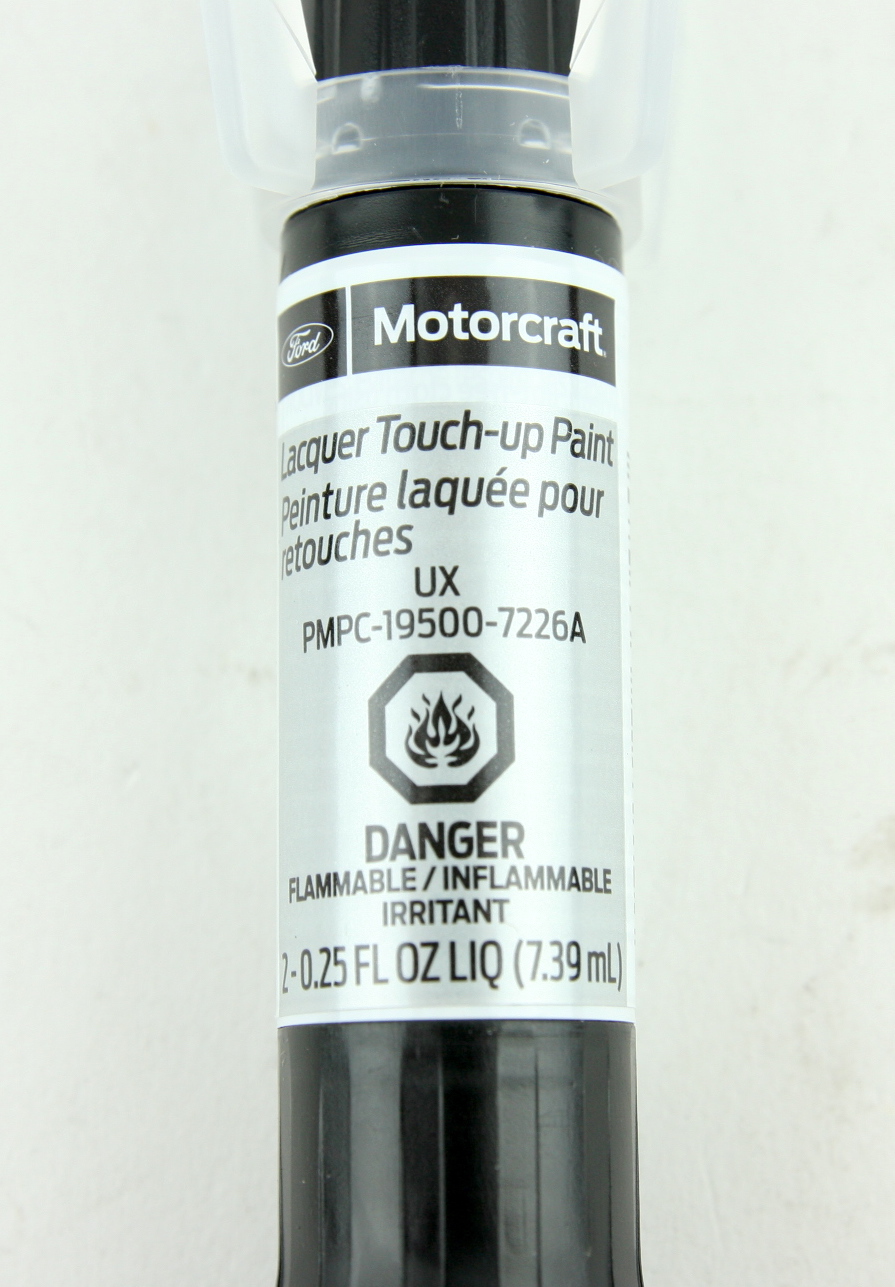 Ford
Motorcraft
Lacquer Touch-up Paint
Peinture laquée pour
retouches
UX
PMPC-19500-7226A
DANGER
FLAMMABLE / INFLAMMABLE
IRRITANT
2 - 0.25 FL OZ LIQ (7.39 mL)